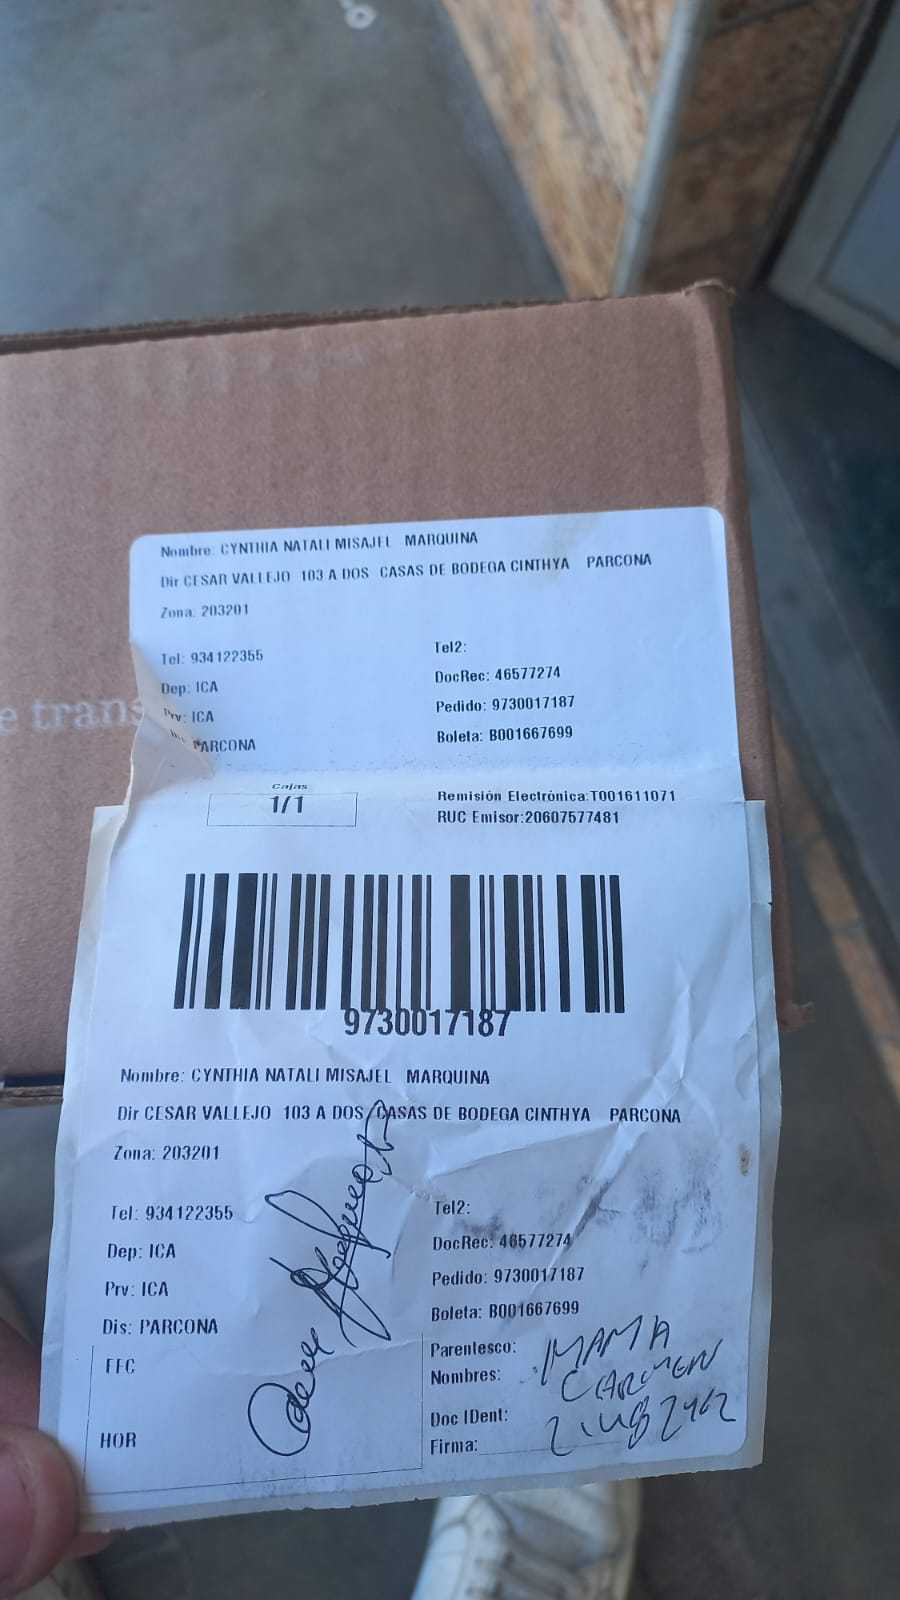 Nombre: CYNTHIA NATALI MISAJEL MARQUINA
Dir CESAR VALLEJO 103 A DOS CASAS DE BODEGA CINTHYA PARCONA
Zona: 203201
Tel: 934122355
Tel2:
Dep: ICA
DocRec: 46577274
Prv: ICA
Pedido: 9730017187
PARCONA
Boleta: B001667699
e trans
Cajas
1/1
Remisión Electrónica:T001611071
RUC Emisor:20607577481
9730017187
Nombre: CYNTHIA NATALI MISAJEL MARQUINA
Dir CESAR VALLEJO 103 A DOS CASAS DE BODEGA CINTHYA PARCONA
Zona: 203201
Tel: 934122355
Tel2:
Dep: ICA
DocRec: 46577274
Prv: ICA
Pedido: 9730017187
Dis: PARCONA
Boleta: B001667699
FEC
Parentesco: MAMA
Nombres: CARMEN
HOR
Doc IDent:
Firma: